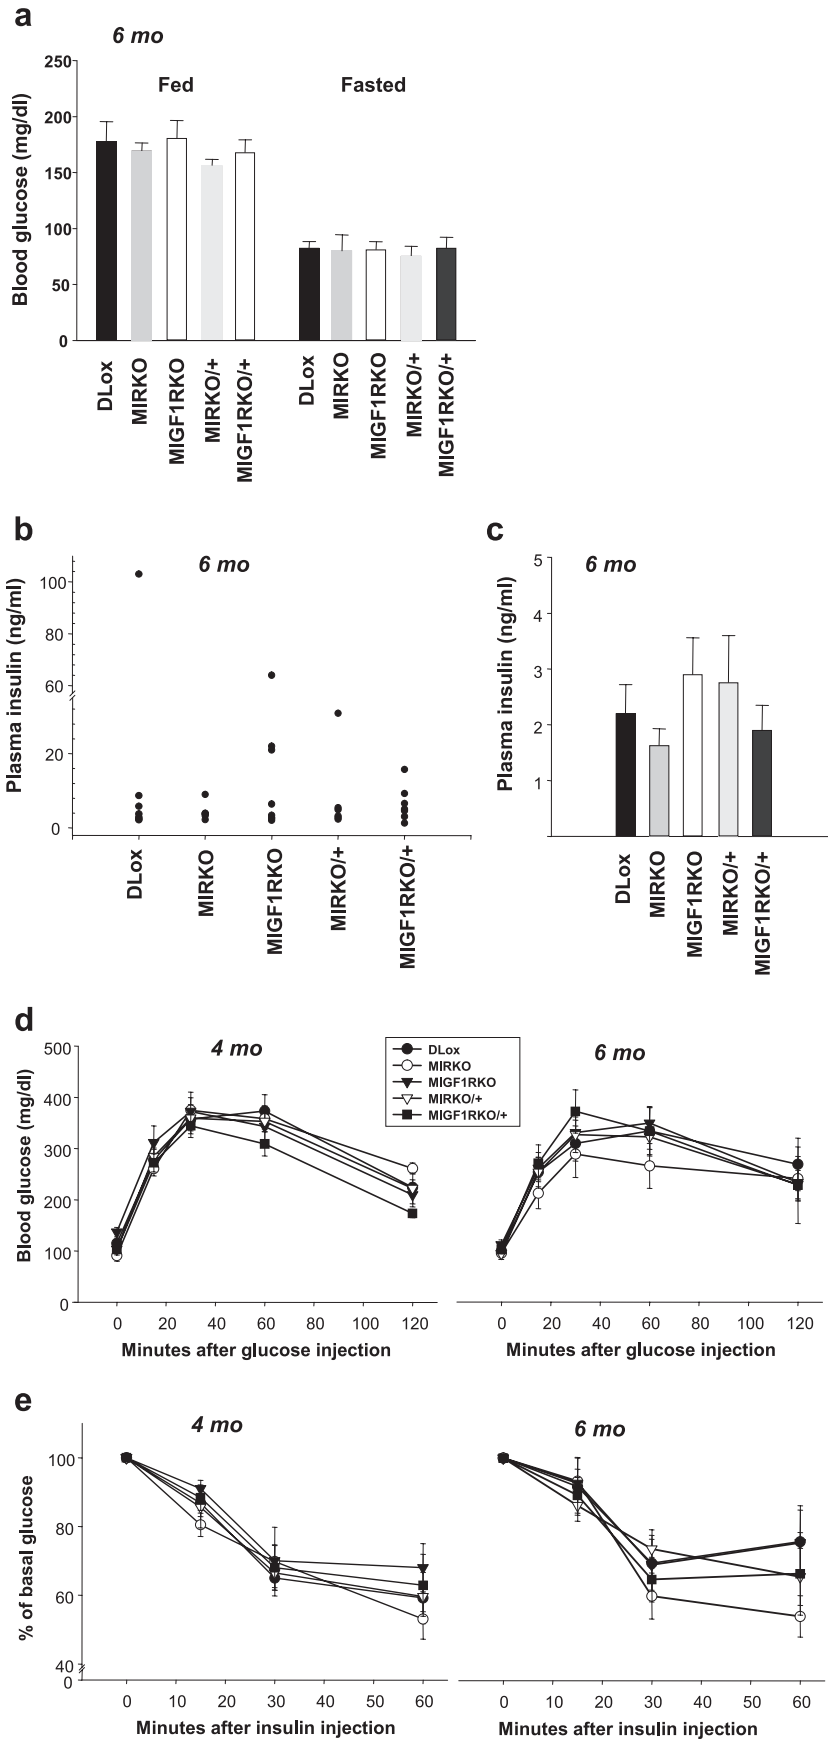 a
6 mo
Fed
Fasted
Blood glucose (mg/dl)
250
200
150
100
50
0
DLox
MIRKO
MIGF1RKO
MIRKO/+
MIGF1RKO/+
DLox
MIRKO
MIGF1RKO
MIRKO/+
MIGF1RKO/+
b
6 mo
Plasma insulin (ng/ml)
100
80
60
20
0
DLox
MIRKO
MIGF1RKO
MIRKO/+
MIGF1RKO/+
c
6 mo
Plasma insulin (ng/ml)
5
4
3
2
1
DLox
MIRKO
MIGF1RKO
MIRKO/+
MIGF1RKO/+
d
4 mo
Blood glucose (mg/dl)
500
400
300
200
100
0
0 20 40 60 80 100 120
Minutes after glucose injection
DLox
MIRKO
MIGF1RKO
MIRKO/+
MIGF1RKO/+
6 mo
0 20 40 60 80 100 120
Minutes after glucose injection
e
4 mo
% of basal glucose
100
80
60
40
0
0 10 20 30 40 50 60
Minutes after insulin injection
6 mo
0 10 20 30 40 50 60
Minutes after insulin injection